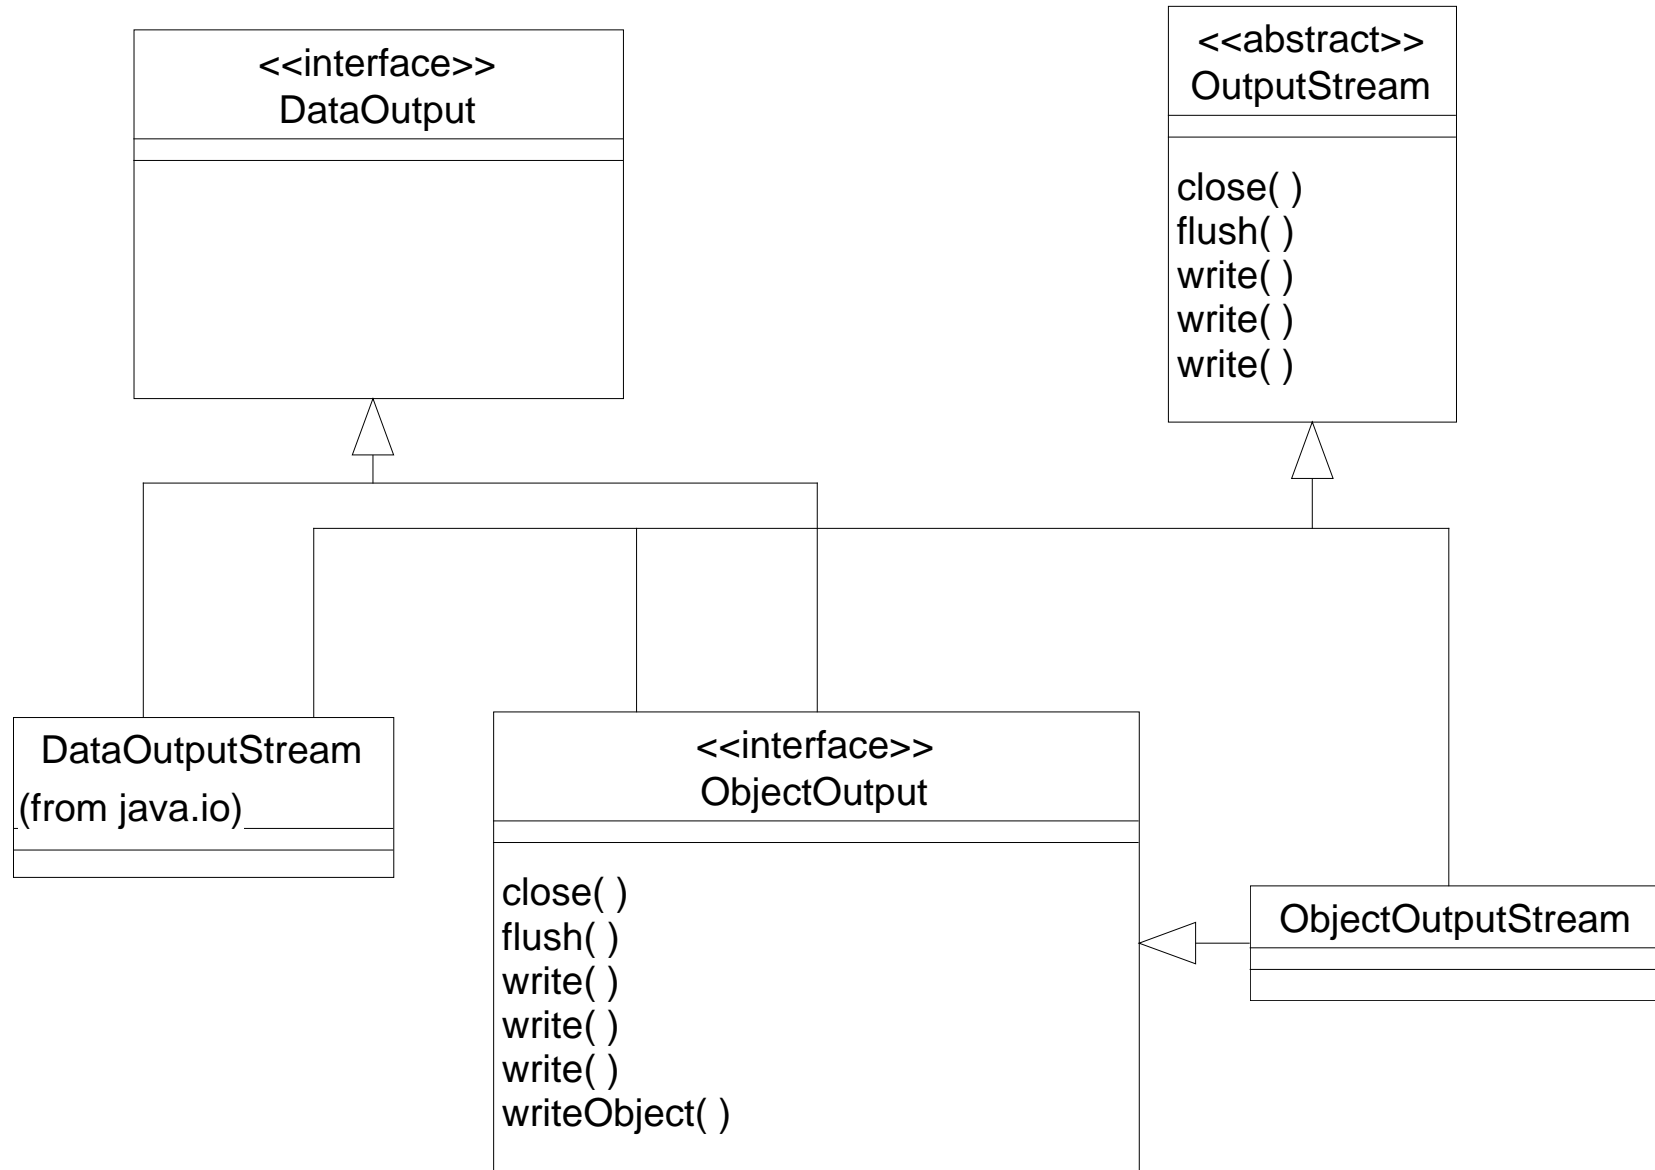 <<interface>>
DataOutput
<<abstract>>
OutputStream
close( )
flush( )
write( )
write( )
write( )
DataOutputStream
(from java.io)
<<interface>>
ObjectOutput
close( )
flush( )
write( )
write( )
write( )
writeObject( )
ObjectOutputStream